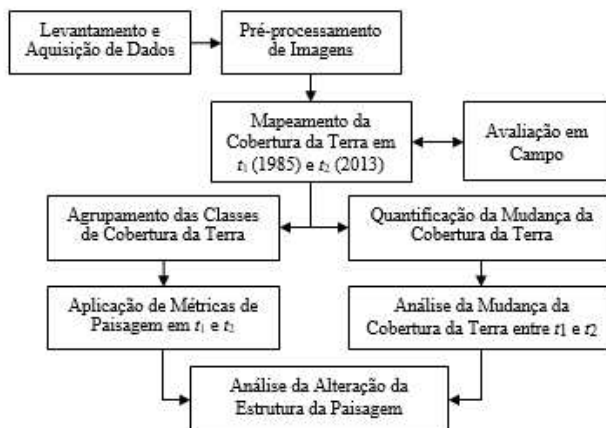 Levantamento e
Aquisição de Dados
Pré-processamento
de Imagens
Mapeamento da
Cobertura da Terra em
t₁ (1985) e t₂ (2013)
Avaliação em
Campo
Agrupamento das Classes
de Cobertura da Terra
Quantificação da Mudança da
Cobertura da Terra
Aplicação de Métricas de
Paisagem em t₁ e t₂
Análise da Mudança da
Cobertura da Terra entre t1 e t2
Análise da Alteração da
Estrutura da Paisagem